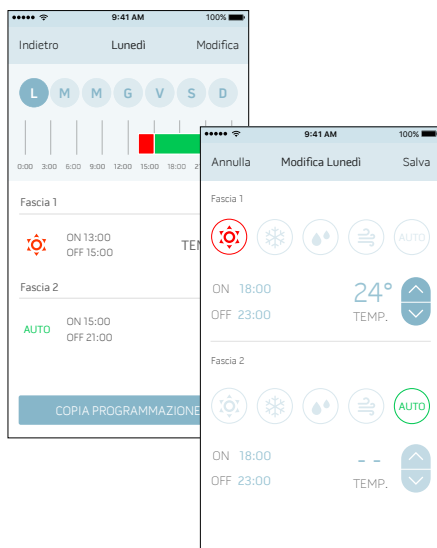 9:41 AM 100%
Indietro Lunedì Modifica
L M M G V S D
0:00 3:00 6:00 9:00 12:00 15:00 18:00
Fascia 1
ON 13:00
OFF 15:00
Fascia 2
AUTO
ON 15:00
OFF 21:00
COPIA PROGRAMMAZIONE
9:41 AM 100%
Annulla Modifica Lunedì Salva
Fascia 1
AUTO
ON 18:00 24°
OFF 23:00 TEMP.
Fascia 2
AUTO
ON 18:00 - -
OFF 23:00 TEMP.